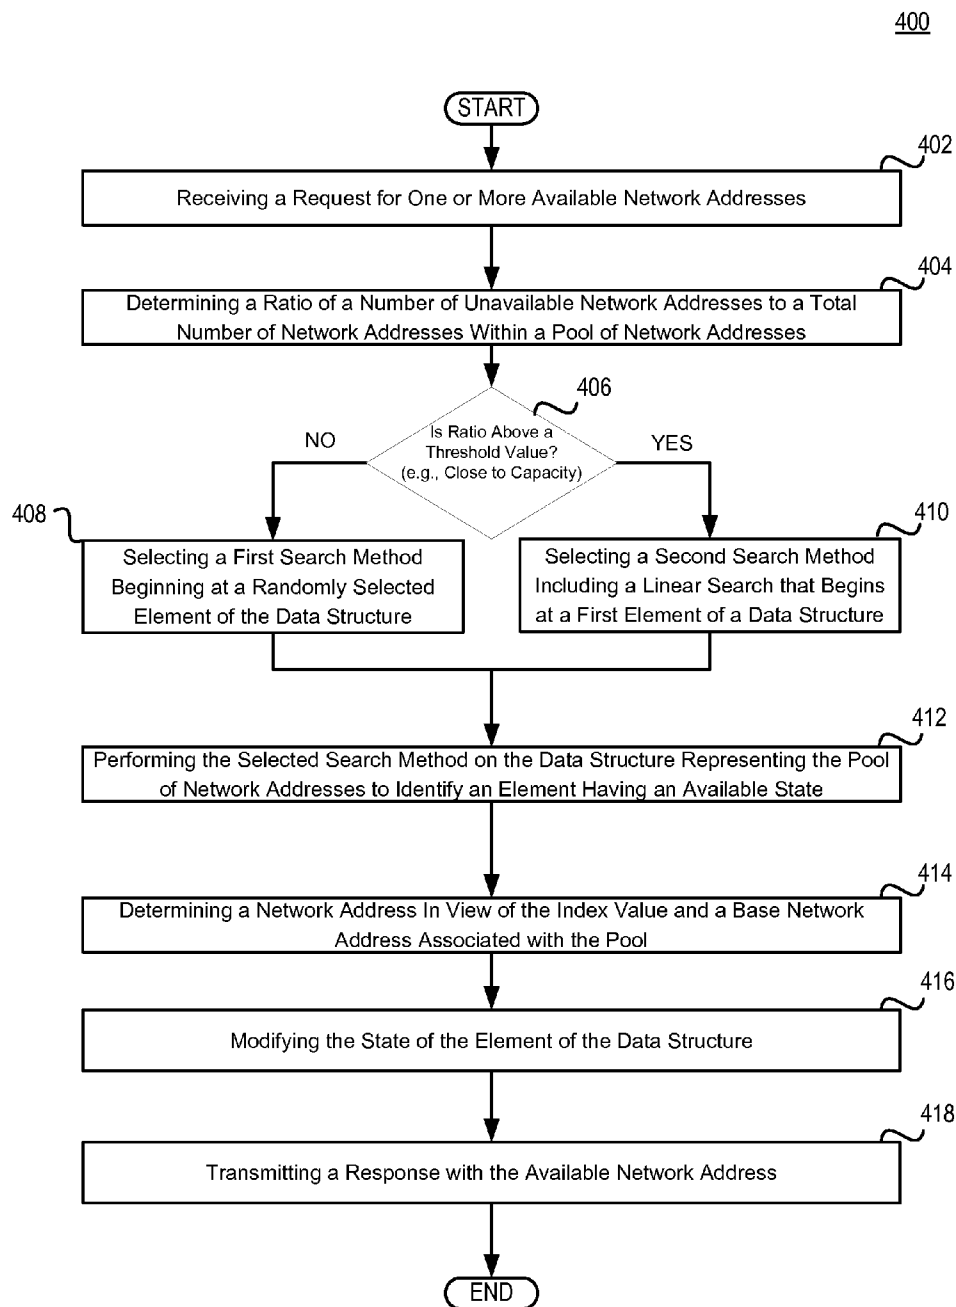 400
START
402
Receiving a Request for One or More Available Network Addresses
404
Determining a Ratio of a Number of Unavailable Network Addresses to a Total
Number of Network Addresses Within a Pool of Network Addresses
406
Is Ratio Above a
Threshold Value?
(e.g., Close to Capacity)
NO
YES
408
Selecting a First Search Method
Beginning at a Randomly Selected
Element of the Data Structure
410
Selecting a Second Search Method
Including a Linear Search that Begins
at a First Element of a Data Structure
412
Performing the Selected Search Method on the Data Structure Representing the Pool
of Network Addresses to Identify an Element Having an Available State
414
Determining a Network Address In View of the Index Value and a Base Network
Address Associated with the Pool
416
Modifying the State of the Element of the Data Structure
418
Transmitting a Response with the Available Network Address
END